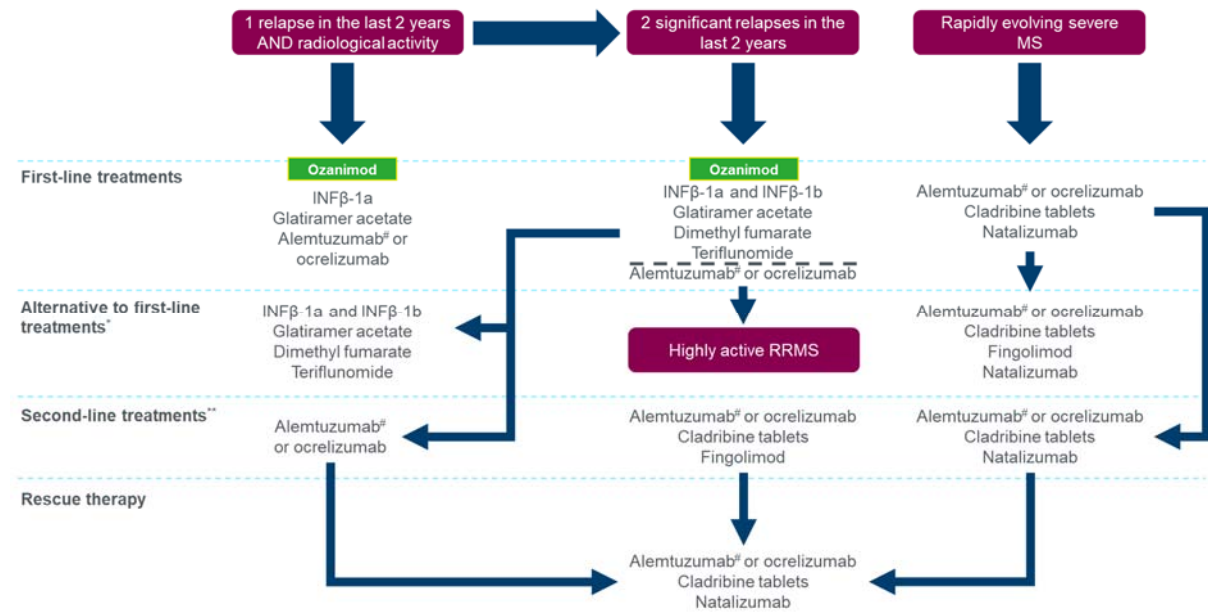 1 relapse in the last 2 years
AND radiological activity
2 significant relapses in the
last 2 years
Rapidly evolving severe
MS
First-line treatments
Ozanimod
INFβ-1a
Glatiramer acetate
Alemtuzumab# or
ocrelizumab
Ozanimod
INFβ-1a and INFβ-1b
Glatiramer acetate
Dimethyl fumarate
Teriflunomide
Alemtuzumab# or ocrelizumab
Alemtuzumab# or ocrelizumab
Cladribine tablets
Natalizumab
Alternative to first-line
treatments*
INFβ-1a and INFβ-1b
Glatiramer acetate
Dimethyl fumarate
Teriflunomide
Highly active RRMS
Alemtuzumab# or ocrelizumab
Cladribine tablets
Fingolimod
Natalizumab
Second-line treatments**
Alemtuzumab#
or ocrelizumab
Alemtuzumab# or ocrelizumab
Cladribine tablets
Fingolimod
Alemtuzumab# or ocrelizumab
Cladribine tablets
Natalizumab
Rescue therapy
Alemtuzumab# or ocrelizumab
Cladribine tablets
Natalizumab